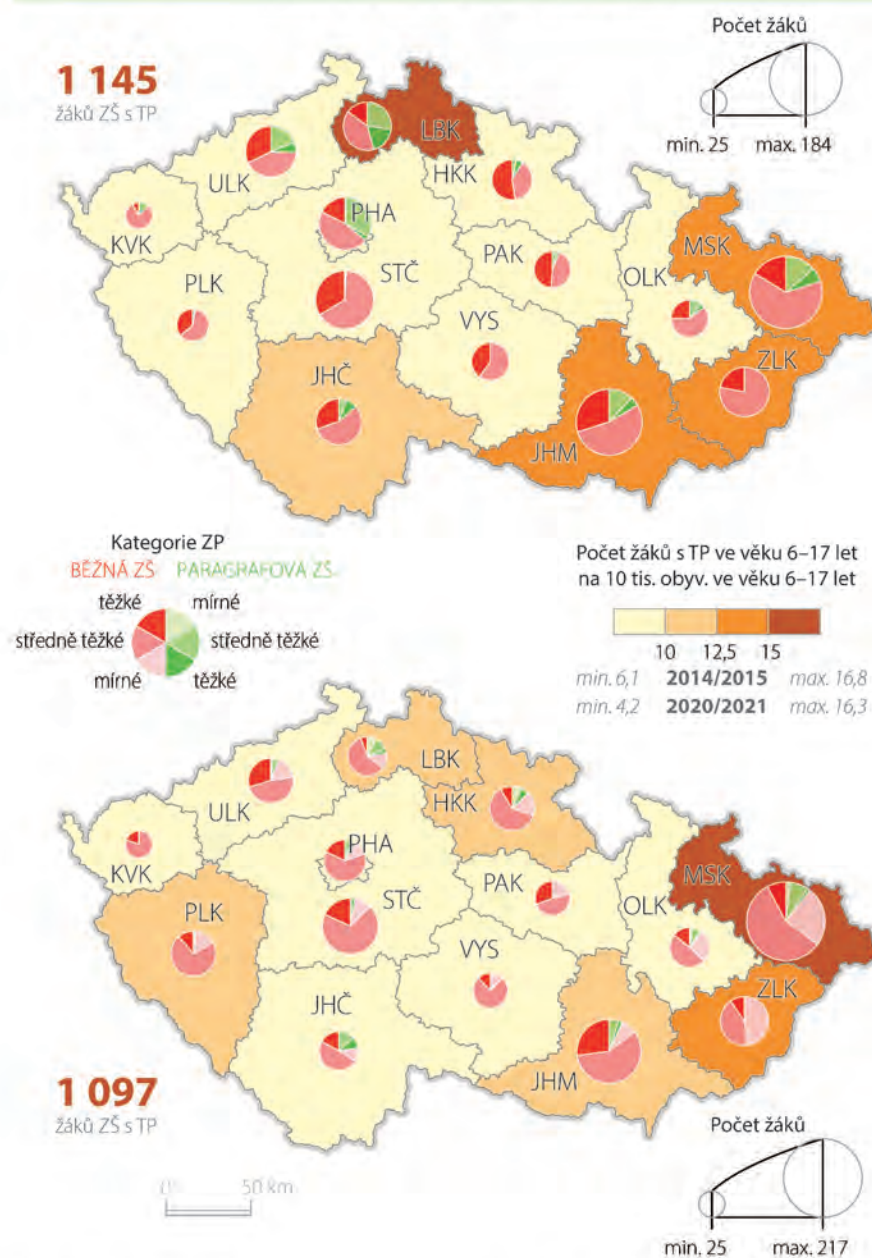 Počet žáků
1 145
žáků ZŠ s TP
min. 25 max. 184
LBK
ULK
HKK
KVK
PHA
MSK
PAK
OLK
PLK
STČ
VYS
ZLK
JHČ
JHM
Kategorie ZP
BĚŽNÁ ZŠ PARAGRAFOVÁ ZŠ
těžké mírné
středně těžké středně těžké
mírné těžké
Počet žáků s TP ve věku 6–17 let
na 10 tis. obyv. ve věku 6–17 let
10 12,5 15
min. 6,1 2014/2015 max. 16,8
min. 4,2 2020/2021 max. 16,3
LBK
ULK
HKK
KVK
PHA
MSK
PAK
OLK
PLK
STČ
VYS
ZLK
JHČ
JHM
1 097
žáků ZŠ s TP
Počet žáků
0 50 km
min. 25 max. 217